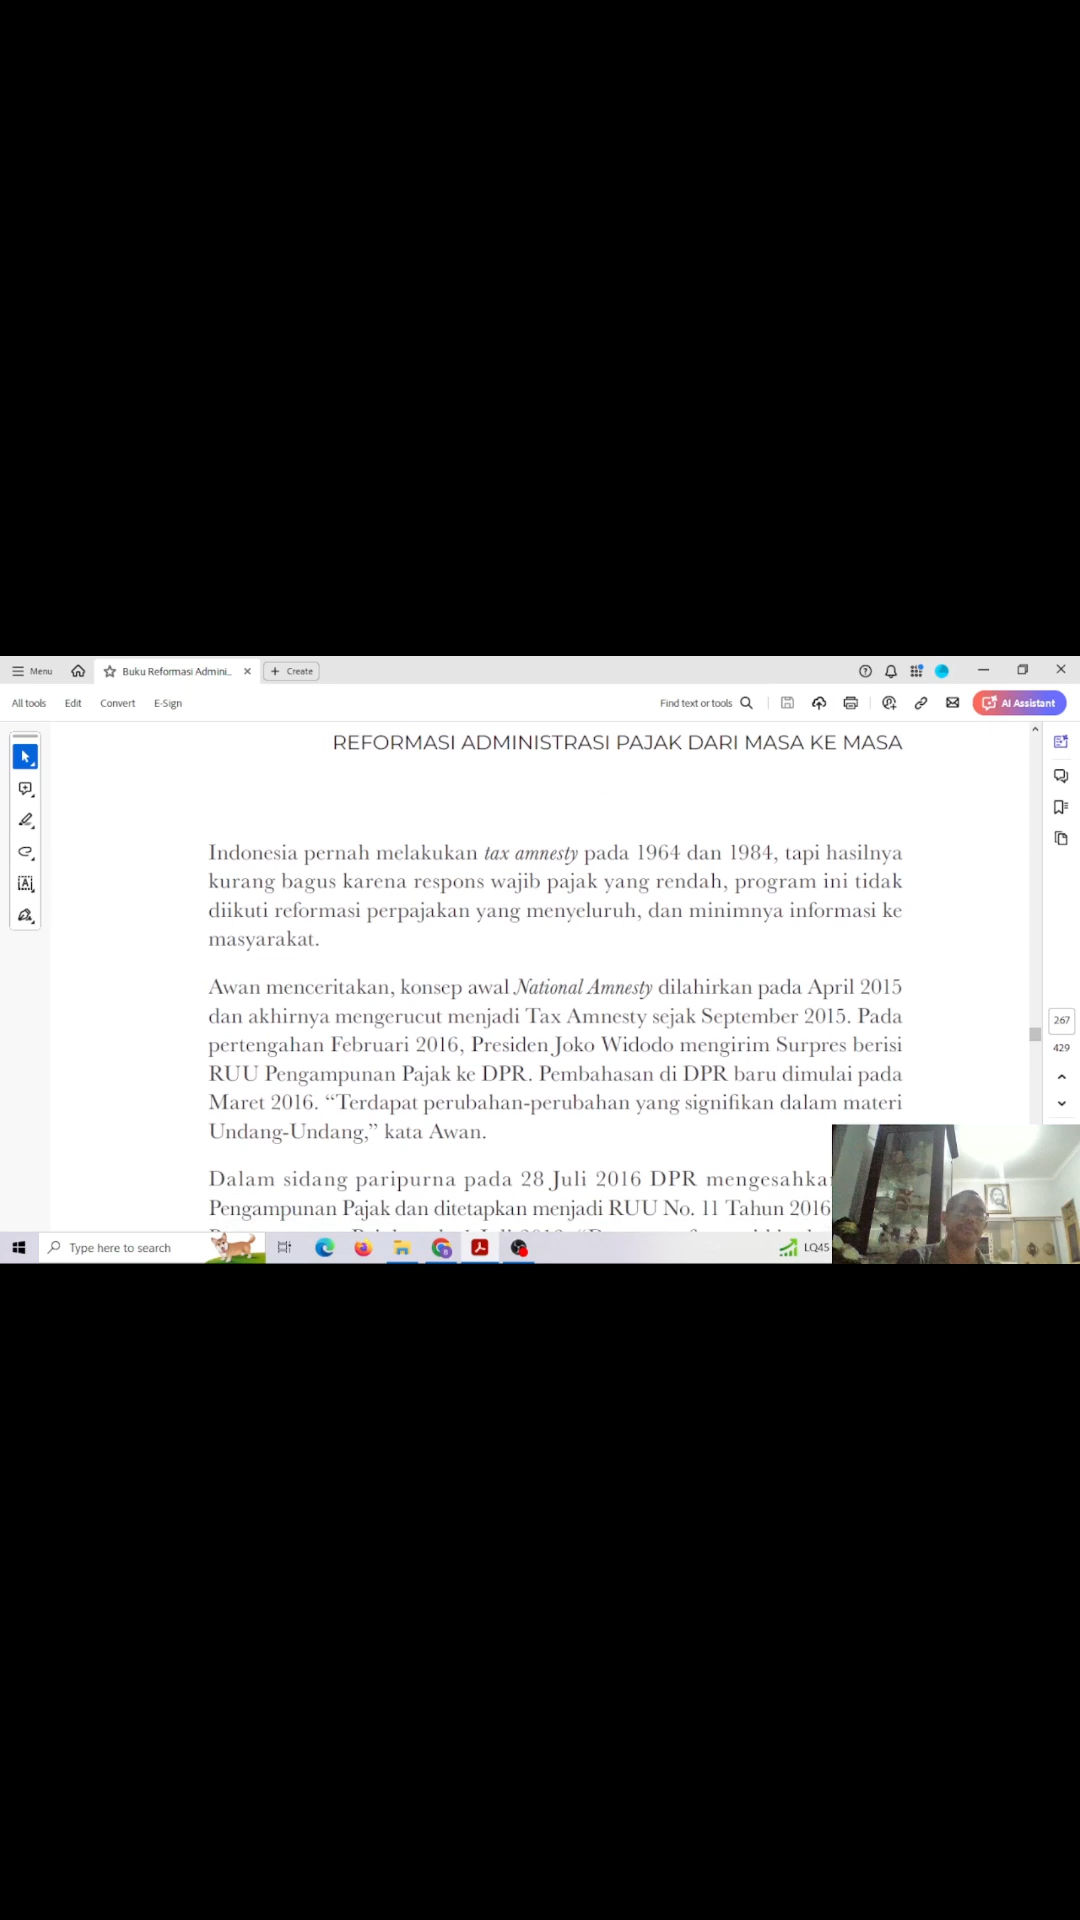 Menu
Buku Reformasi Admini..
Create
All tools
Edit
Convert
E-Sign
Find text or tools
AI Assistant
REFORMASI ADMINISTRASI PAJAK DARI MASA KE MASA
Indonesia pernah melakukan tax amnesty pada 1964 dan 1984, tapi hasilnya
kurang bagus karena respons wajib pajak yang rendah, program ini tidak
diikuti reformasi perpajakan yang menyeluruh, dan minimnya informasi ke
masyarakat.
Awan menceritakan, konsep awal National Amnesty dilahirkan pada April 2015
dan akhirnya mengerucut menjadi Tax Amnesty sejak September 2015. Pada
pertengahan Februari 2016, Presiden Joko Widodo mengirim Surpres berisi
RUU Pengampunan Pajak ke DPR. Pembahasan di DPR baru dimulai pada
Maret 2016. “Terdapat perubahan-perubahan yang signifikan dalam materi
Undang-Undang,” kata Awan.
Dalam sidang paripurna pada 28 Juli 2016 DPR mengesahka
Pengampunan Pajak dan ditetapkan menjadi RUU No. 11 Tahun 2016
267
429
Type here to search
LQ45